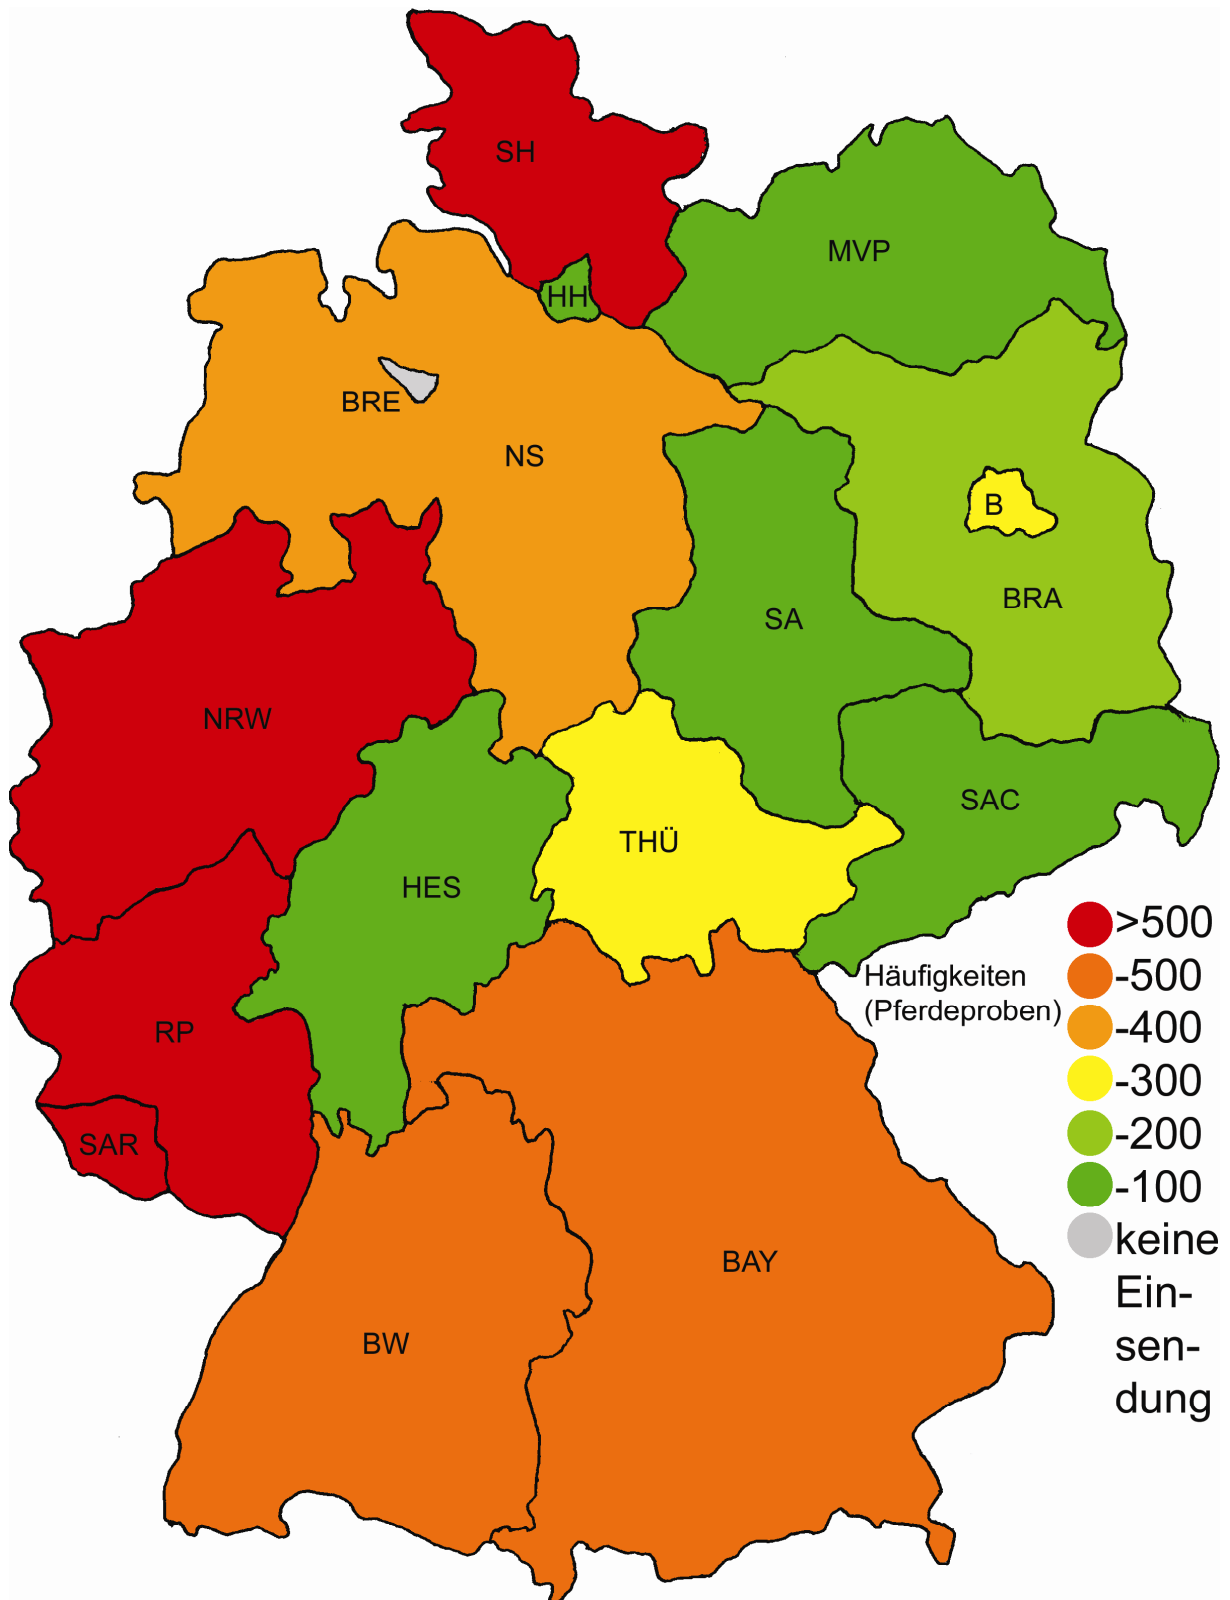 SH
MVP
HH
BRE
NS
B
BRA
SA
NRW
SAC
THÜ
HES
RP
SAR
BAY
BW
Häufigkeiten
(Pferdeproben)
>500
-500
-400
-300
-200
-100
keine
Ein-
sen-
dung